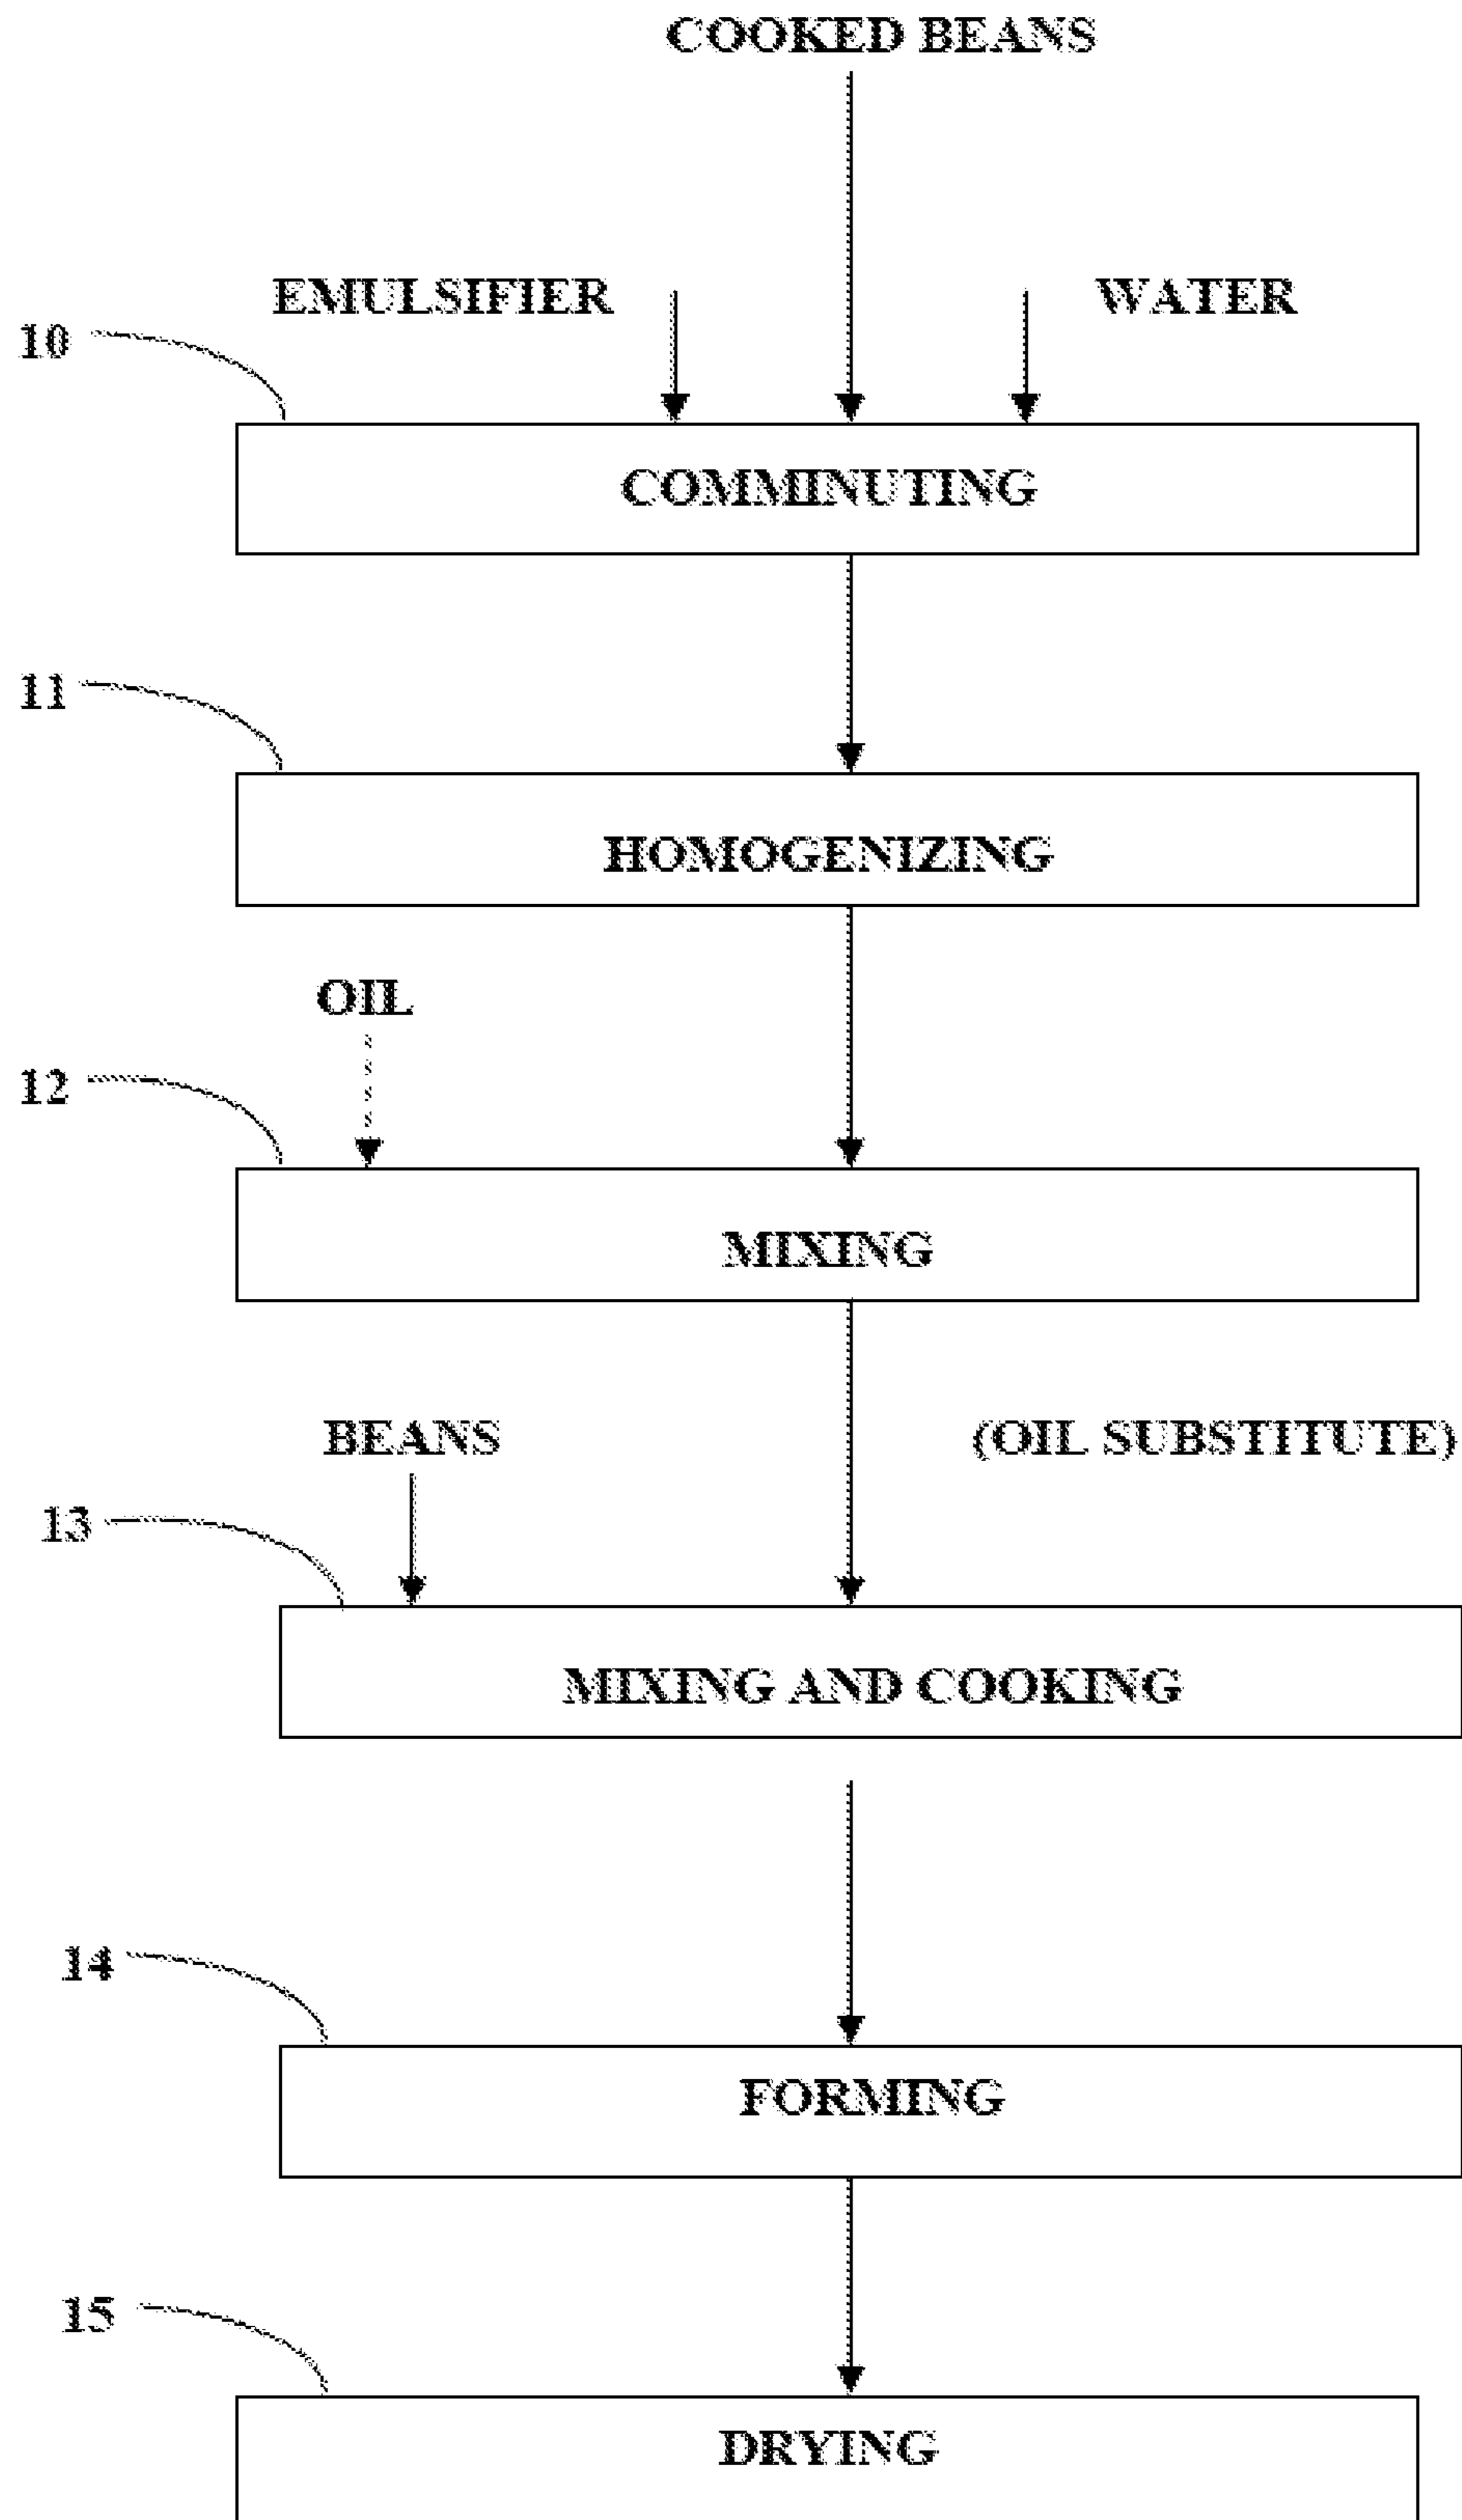 COOKED BEANS
EMULSIFIER
WATER
10
COMMINUTING
11
HOMOGENIZING
OIL
12
MIXING
BEANS
(OIL SUBSTITUTE)
13
MIXING AND COOKING
14
FORMING
15
DRYING